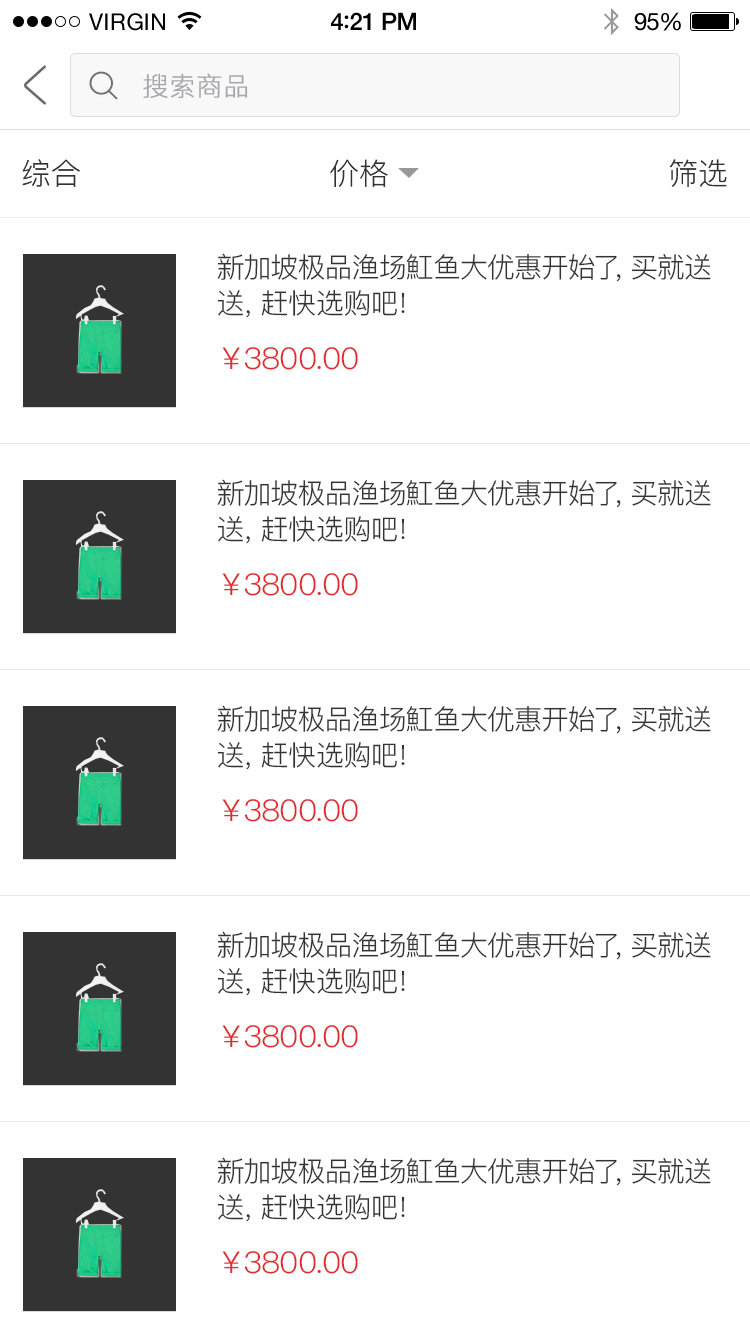 VIRGIN 4:21 PM 95%
搜索商品
综合 价格 筛选
新加坡极品渔场魟鱼大优惠开始了, 买就送
送, 赶快选购吧!
￥3800.00
新加坡极品渔场魟鱼大优惠开始了, 买就送
送, 赶快选购吧!
￥3800.00
新加坡极品渔场魟鱼大优惠开始了, 买就送
送, 赶快选购吧!
￥3800.00
新加坡极品渔场魟鱼大优惠开始了, 买就送
送, 赶快选购吧!
￥3800.00
新加坡极品渔场魟鱼大优惠开始了, 买就送
送, 赶快选购吧!
￥3800.00